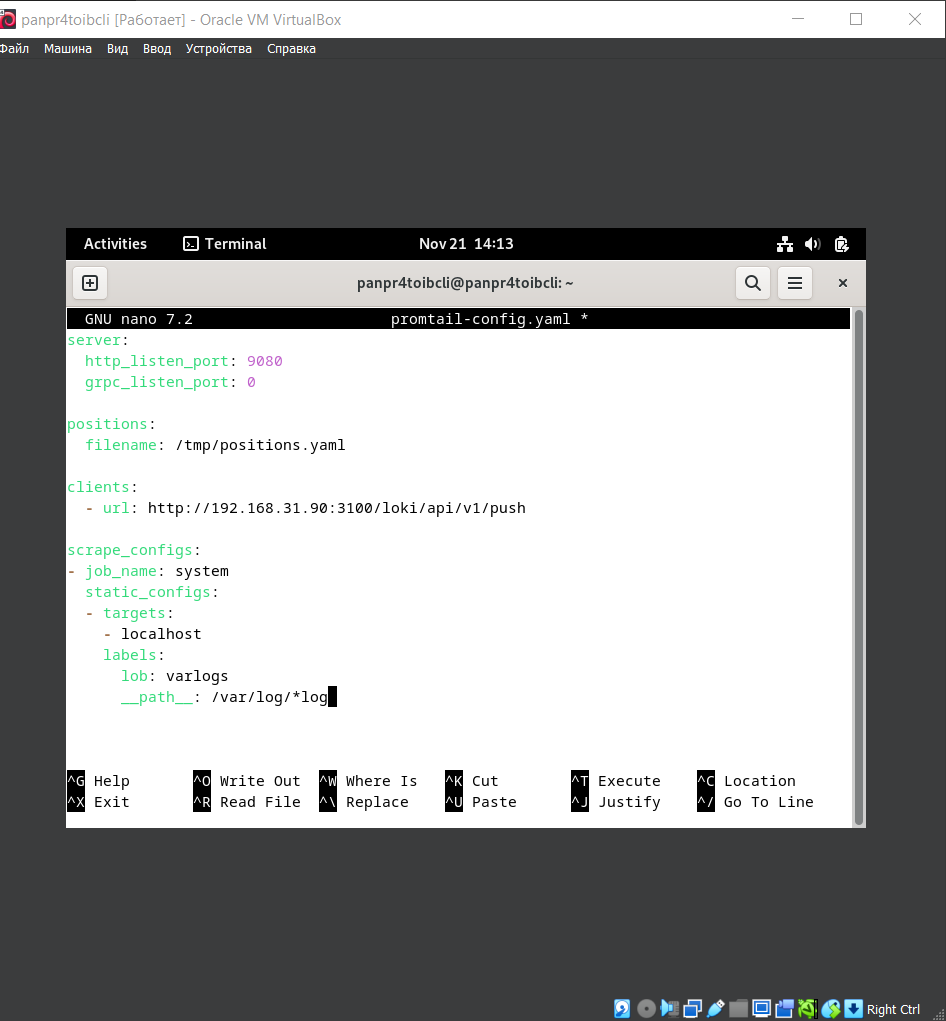 panpr4toibcli [Работает] - Oracle VM VirtualBox
Файл Машина Вид Ввод Устройства Справка
Activities Terminal Nov 21 14:13
panpr4toibcli@panpr4toibcli: ~
GNU nano 7.2 promtail-config.yaml *
server:
  http_listen_port: 9080
  grpc_listen_port: 0
positions:
  filename: /tmp/positions.yaml
clients:
  - url: http://192.168.31.90:3100/loki/api/v1/push
scrape_configs:
- job_name: system
  static_configs:
  - targets:
    - localhost
    labels:
      lob: varlogs
      __path__: /var/log/*log
^G Help ^O Write Out ^W Where Is ^K Cut ^T Execute ^C Location
^X Exit ^R Read File ^\ Replace ^U Paste ^J Justify ^/ Go To Line
Right Ctrl